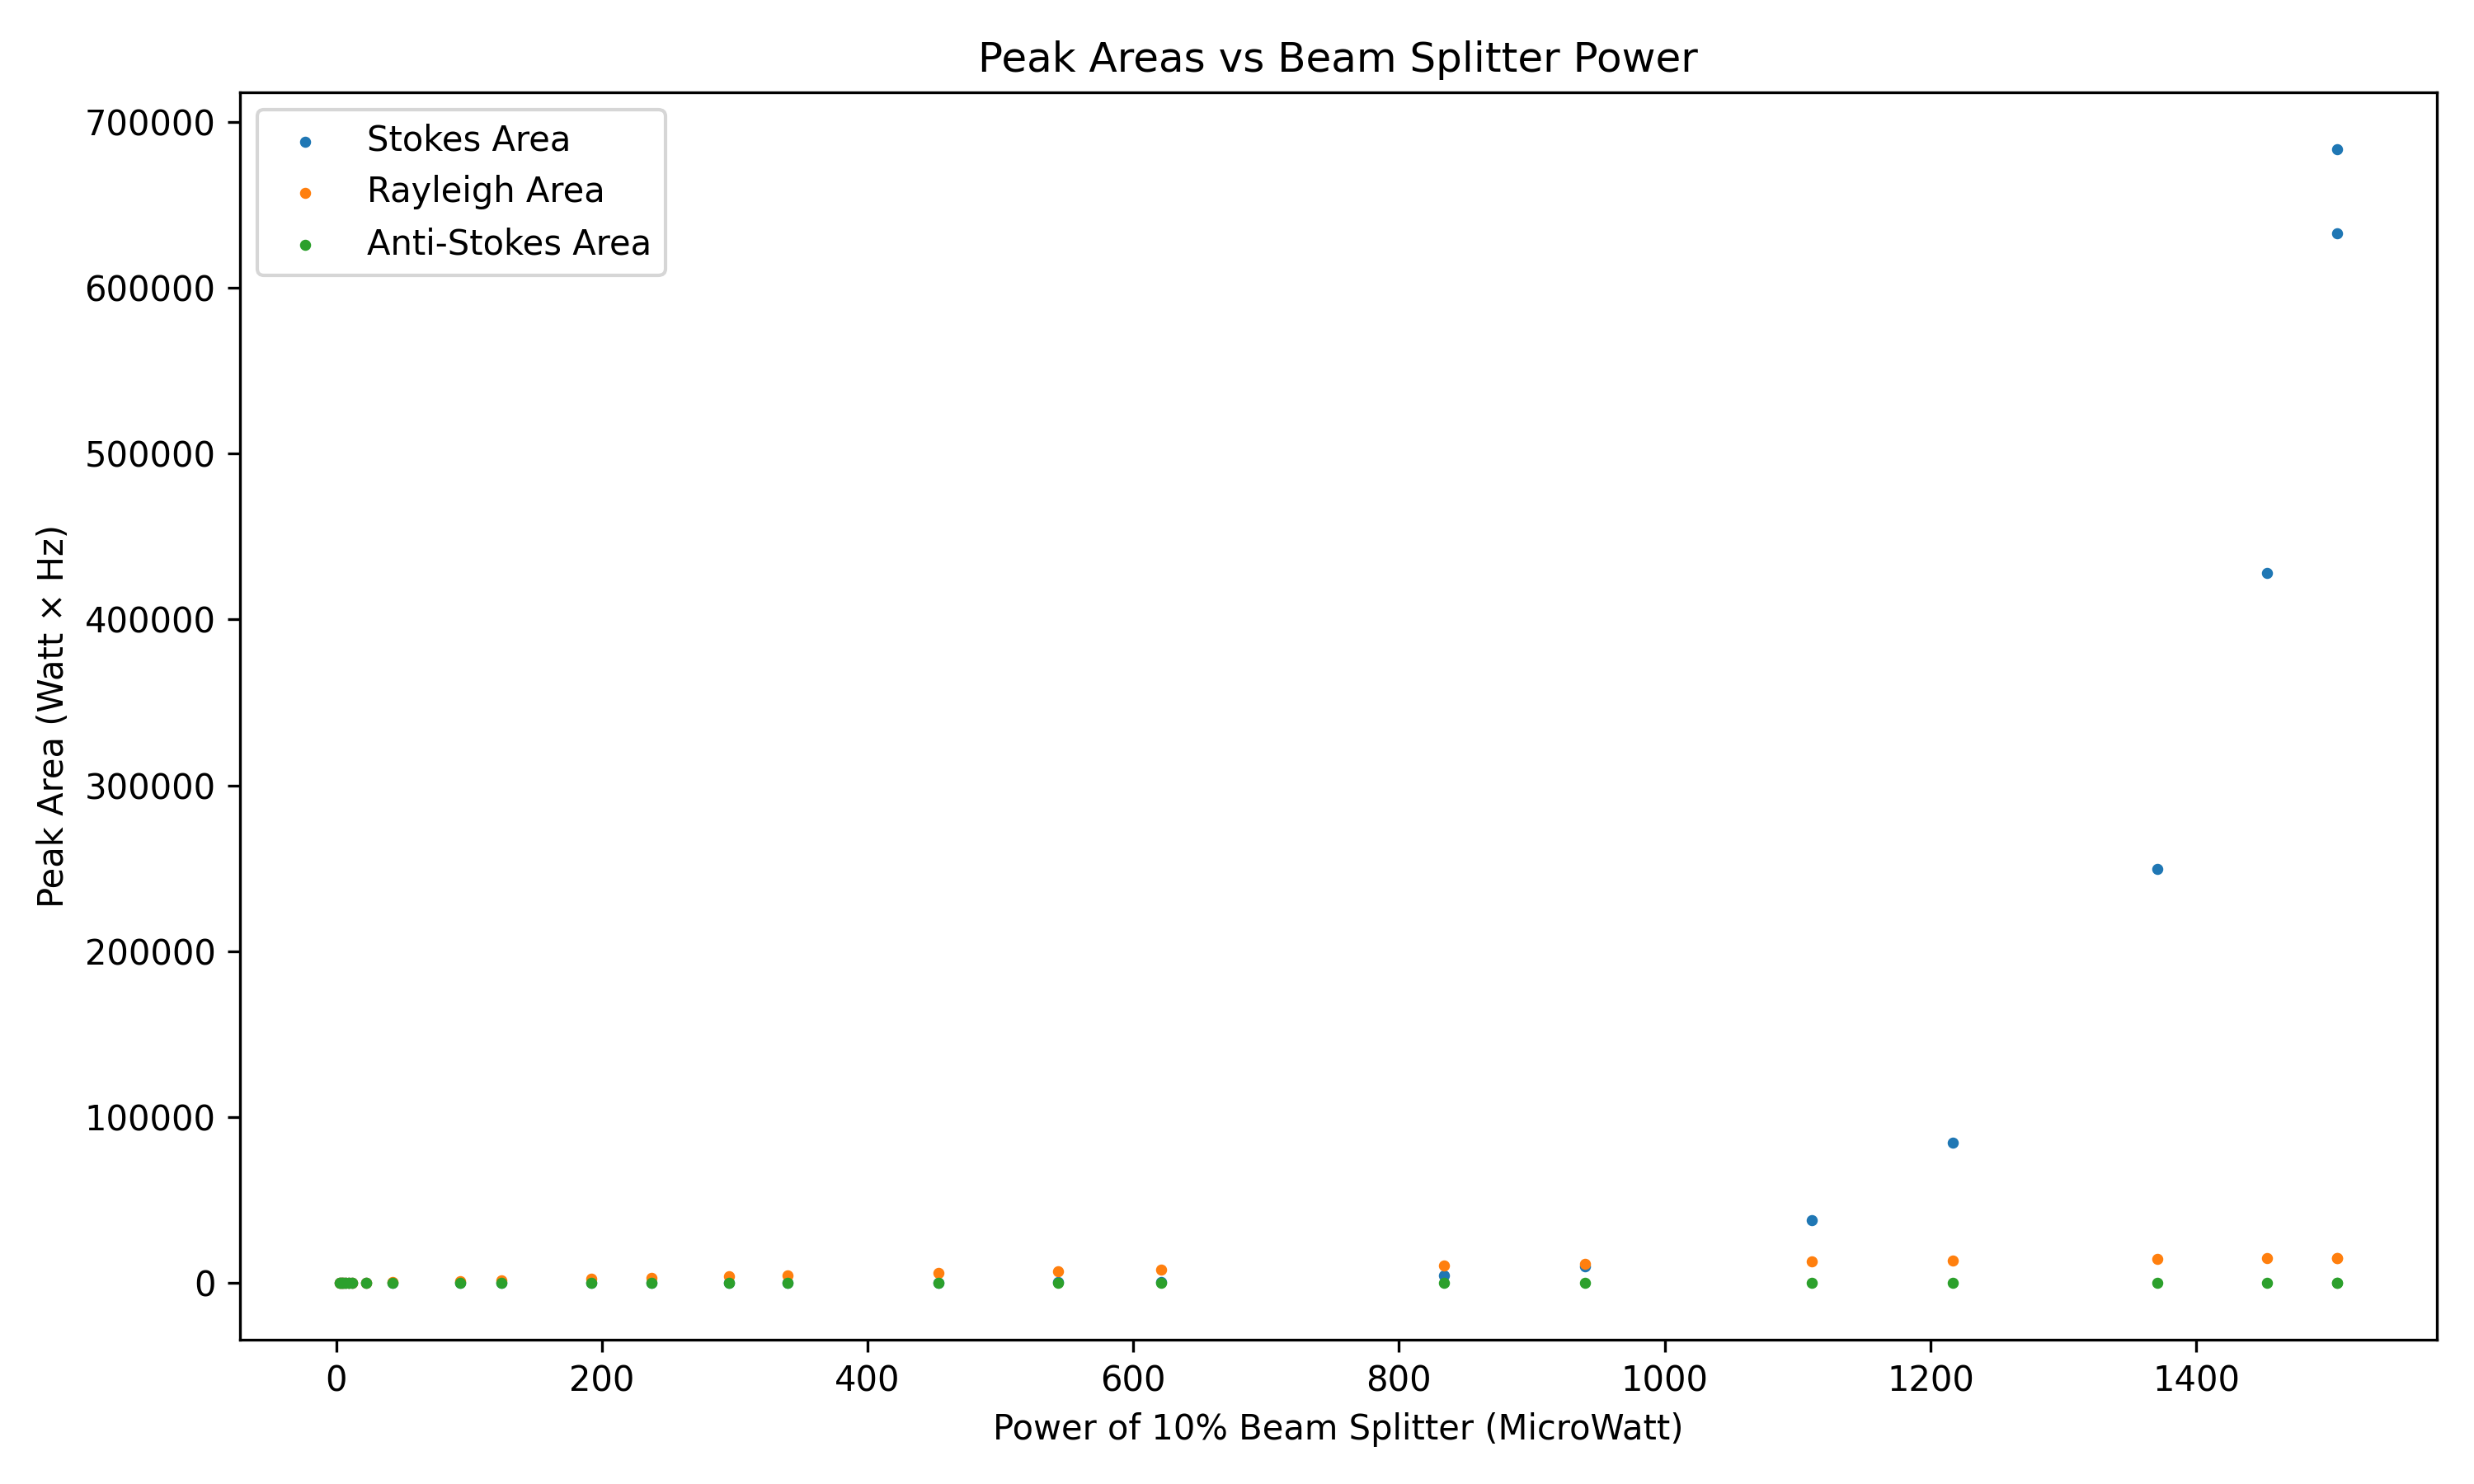 Peak Areas vs Beam Splitter Power
Stokes Area
Rayleigh Area
Anti-Stokes Area
Peak Area (Watt × Hz)
700000
600000
500000
400000
300000
200000
100000
0
0 200 400 600 800 1000 1200 1400
Power of 10% Beam Splitter (MicroWatt)